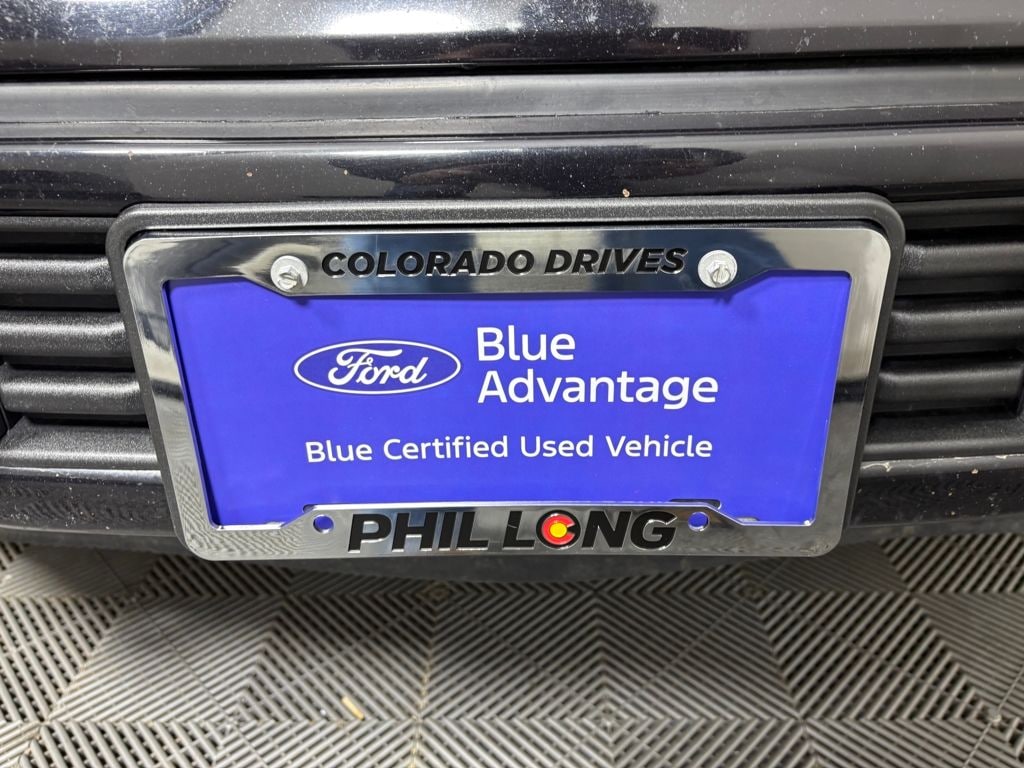 COLORADO DRIVES
Ford
Blue
Advantage
Blue Certified Used Vehicle
PHIL LONG